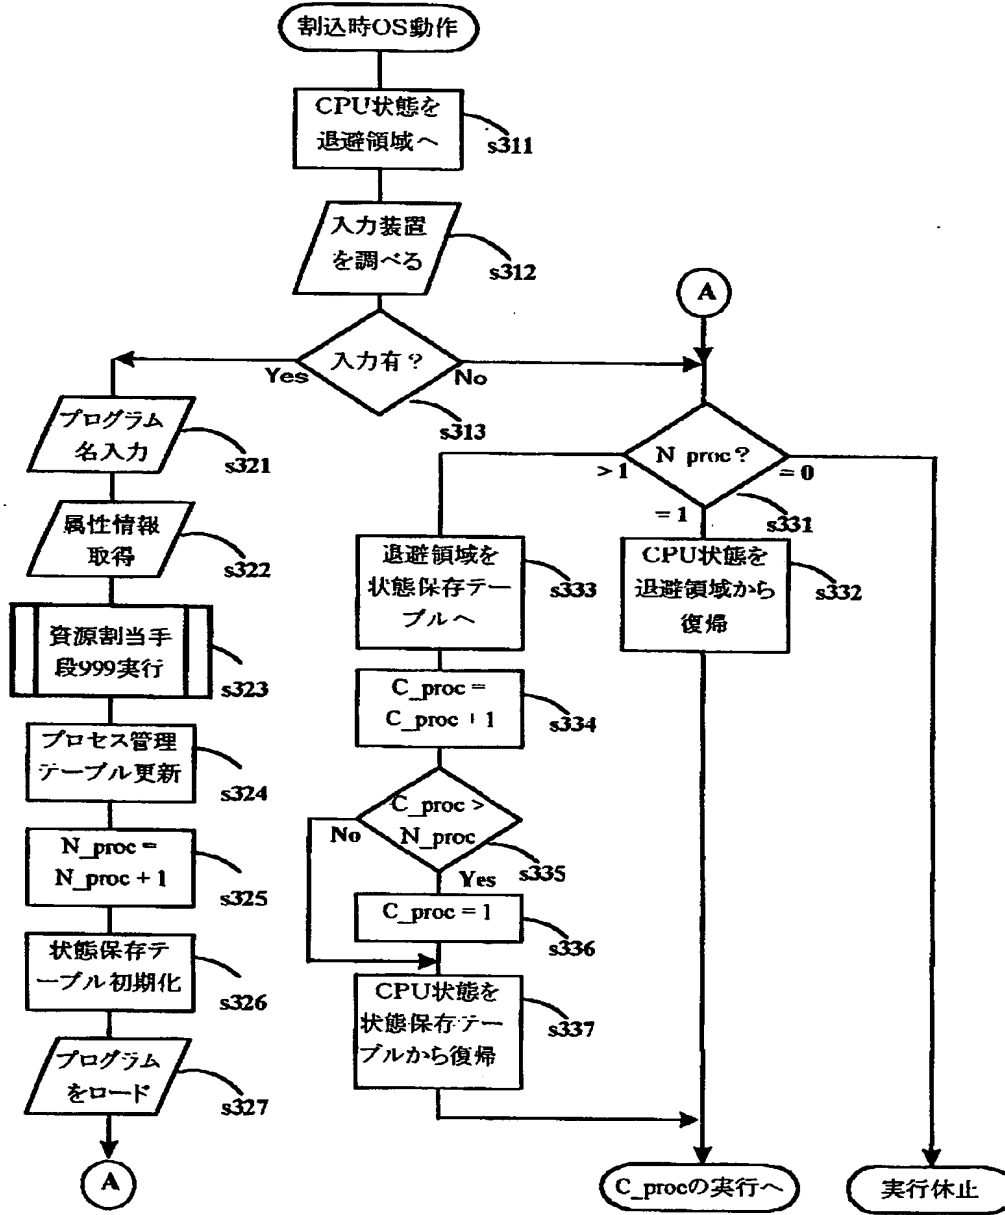 割込時OS動作
CPU状態を
退避領域へ
s311
入力装置
を調べる
s312
入力有？
Yes
No
s313
プログラム
名入力
s321
属性情報
取得
s322
資源割当手
段999実行
s323
プロセス管理
テーブル更新
s324
N_proc =
N_proc + 1
s325
状態保存テ
ーブル初期化
s326
プログラム
をロード
s327
A
A
N proc？
> 1
= 1
= 0
s331
退避領域を
状態保存テー
ブルへ
s333
CPU状態を
退避領域から
復帰
s332
C_proc =
C_proc + 1
s334
C_proc >
N_proc
No
Yes
s335
C_proc = 1
s336
CPU状態を
状態保存テー
ブルから復帰
s337
C_procの実行へ
実行休止